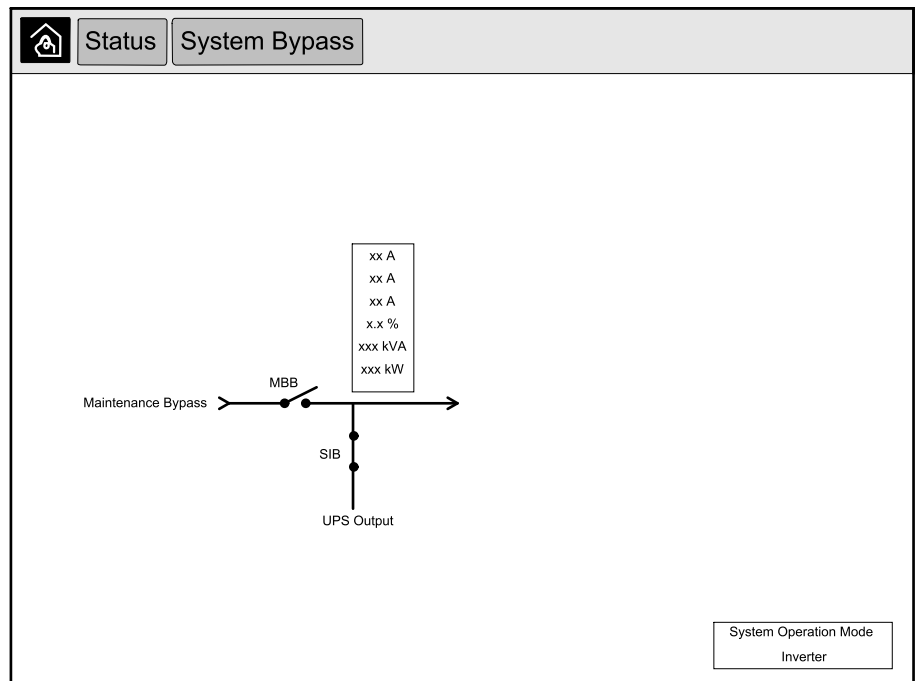 Status
System Bypass
xx A
xx A
xx A
x.x %
xxx kVA
xxx kW
MBB
Maintenance Bypass
SIB
UPS Output
System Operation Mode
Inverter